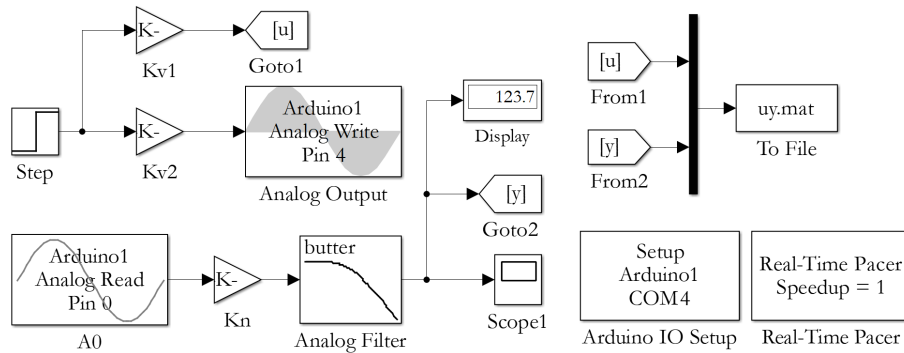 K-
Kv1
[u]
Goto1
Step
K-
Kv2
Arduino1
Analog Write
Pin 4
Analog Output
123.7
Display
[y]
Goto2
Arduino1
Analog Read
Pin 0
A0
K-
Kn
butter
Analog Filter
Scope1
[u]
From1
[y]
From2
uy.mat
To File
Setup
Arduino1
COM4
Arduino IO Setup
Real-Time Pacer
Speedup = 1
Real-Time Pacer